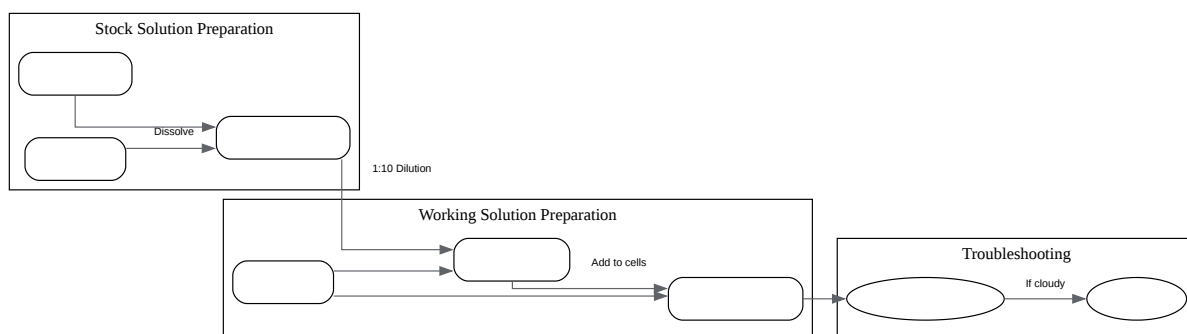 Stock Solution Preparation
Dissolve
1:10 Dilution
Working Solution Preparation
Add to cells
Troubleshooting
If cloudy